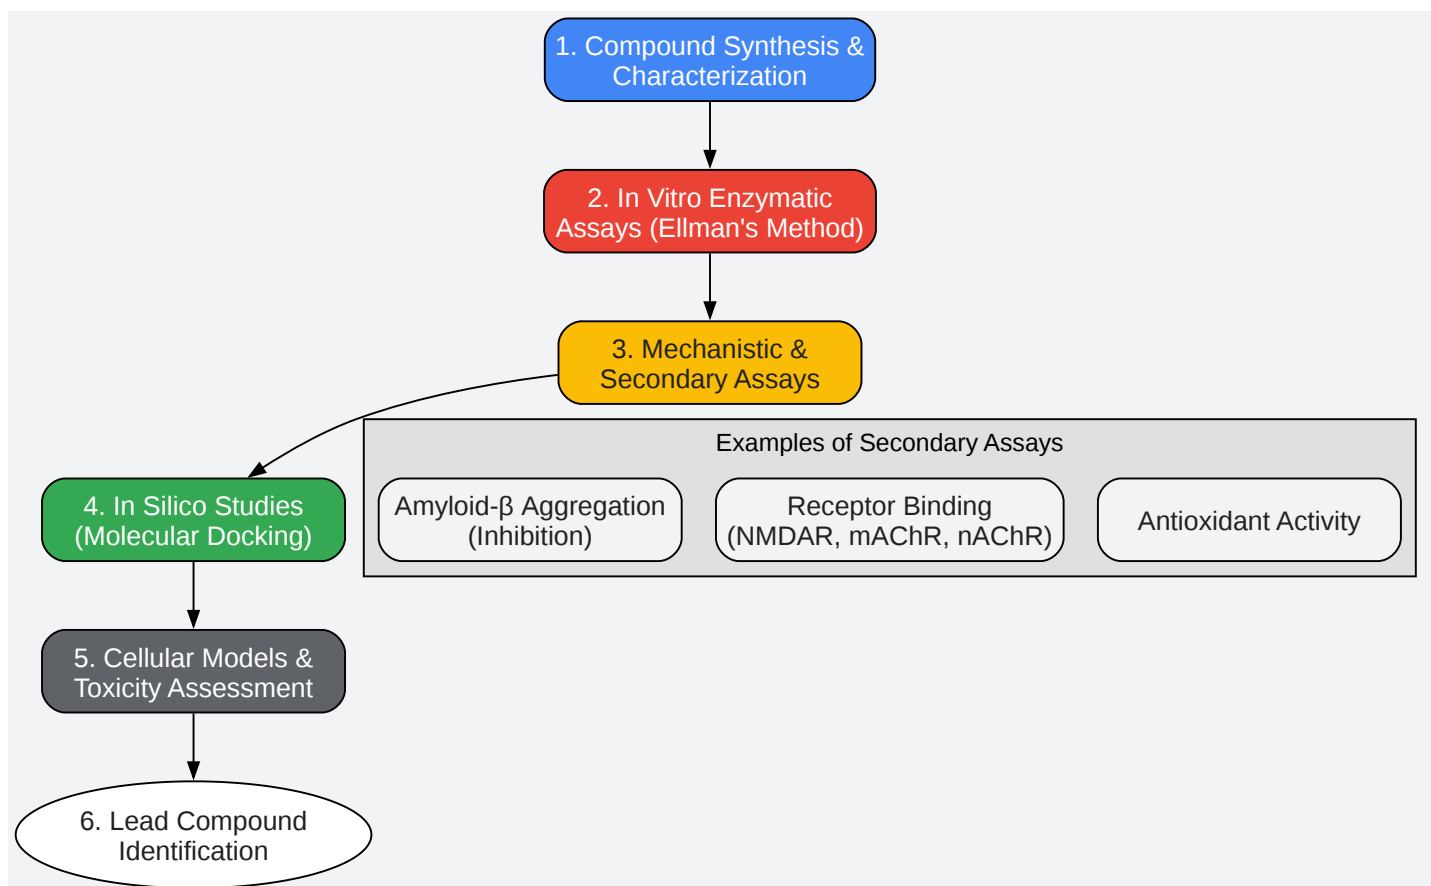 1. Compound Synthesis &
Characterization
2. In Vitro Enzymatic
Assays (Ellman's Method)
3. Mechanistic &
Secondary Assays
Examples of Secondary Assays
4. In Silico Studies
(Molecular Docking)
Amyloid-β Aggregation
(Inhibition)
Receptor Binding
(NMDAR, mAChR, nAChR)
Antioxidant Activity
5. Cellular Models &
Toxicity Assessment
6. Lead Compound
Identification